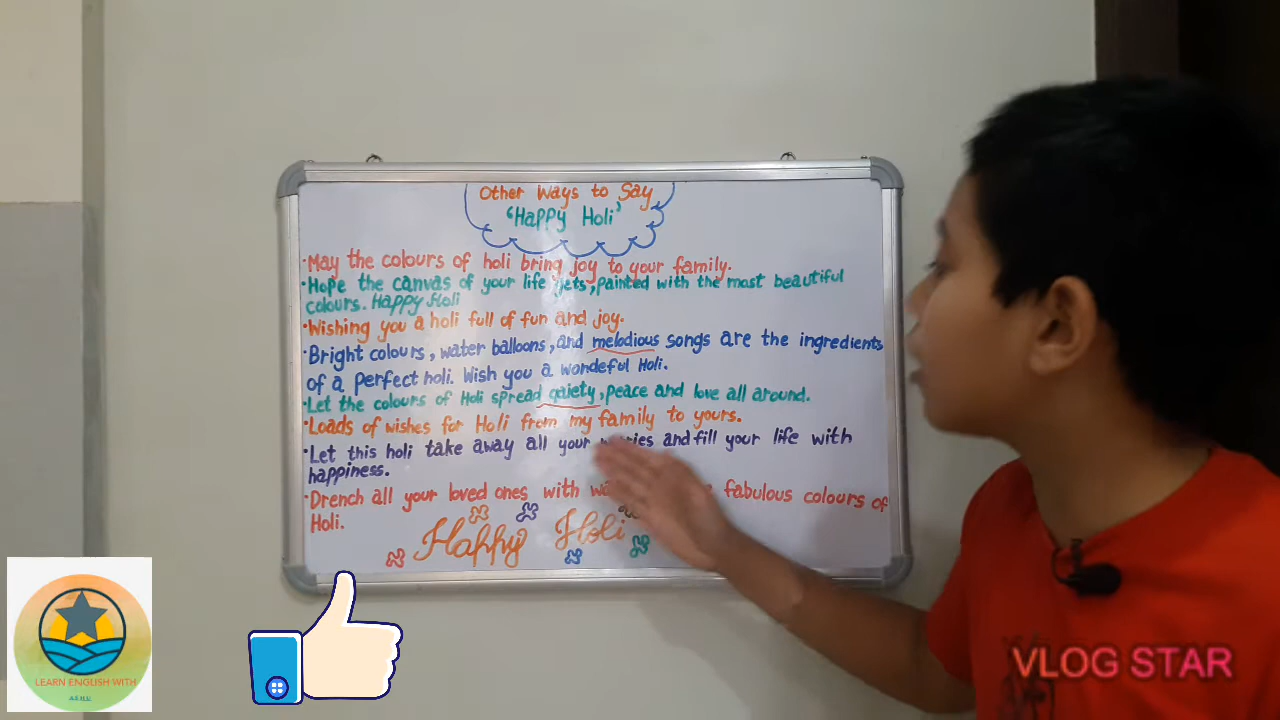 Other Ways to Say
'Happy Holi'
•May the colours of holi bring joy to your family.
•Hope the canvas of your life gets, painted with the most beautiful
colours. Happy Holi
•Wishing you a holi full of fun and joy.
•Bright colours, water balloons, and melodious songs are the ingredients
of a perfect holi. Wish you a wondeful Holi.
•Let the colours of Holi spread gaiety, peace and love all around.
•Loads of wishes for Holi from my family to yours.
•Let this holi take away all your and fill your life with
happiness.
•Drench all your loved ones with fabulous colours of
Holi.
Happy Holi
LEARN ENGLISH WITH
VLOG STAR